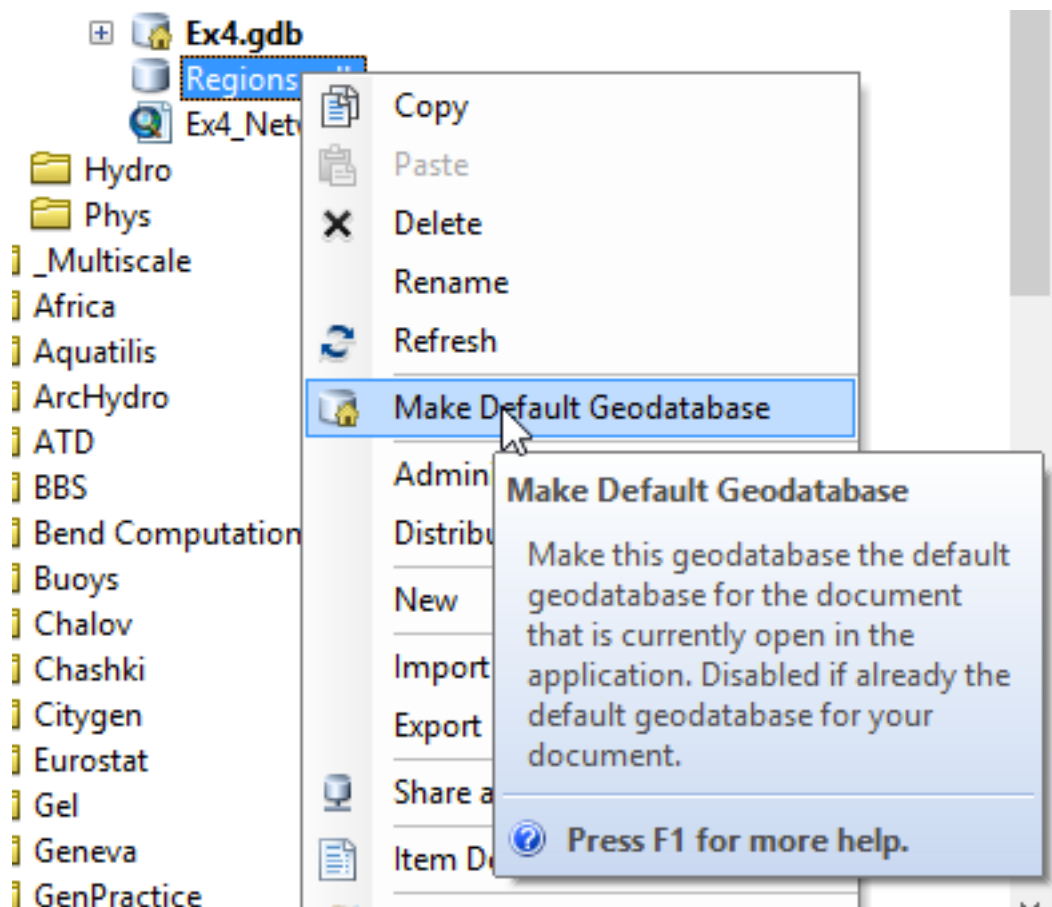 Ex4.gdb
Regions
Ex4_Net
Hydro
Phys
_Multiscale
Africa
Aquatilis
ArcHydro
ATD
BBS
Bend Computation
Buoys
Chalov
Chashki
Citygen
Eurostat
Gel
Geneva
GenPractice
Copy
Paste
Delete
Rename
Refresh
Make Default Geodatabase
Admin
Distribu
New
Import
Export
Share a
Item De
Make Default Geodatabase
Make this geodatabase the default
geodatabase for the document
that is currently open in the
application. Disabled if already the
default geodatabase for your
document.
Press F1 for more help.